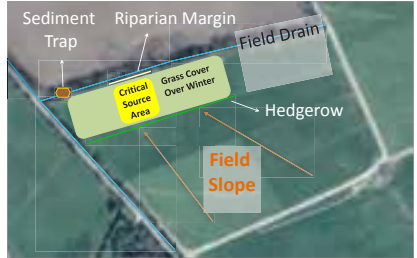 Sediment
Trap
Riparian Margin
Field Drain
Critical
Source
Area
Grass Cover
Over Winter
Hedgerow
Field
Slope